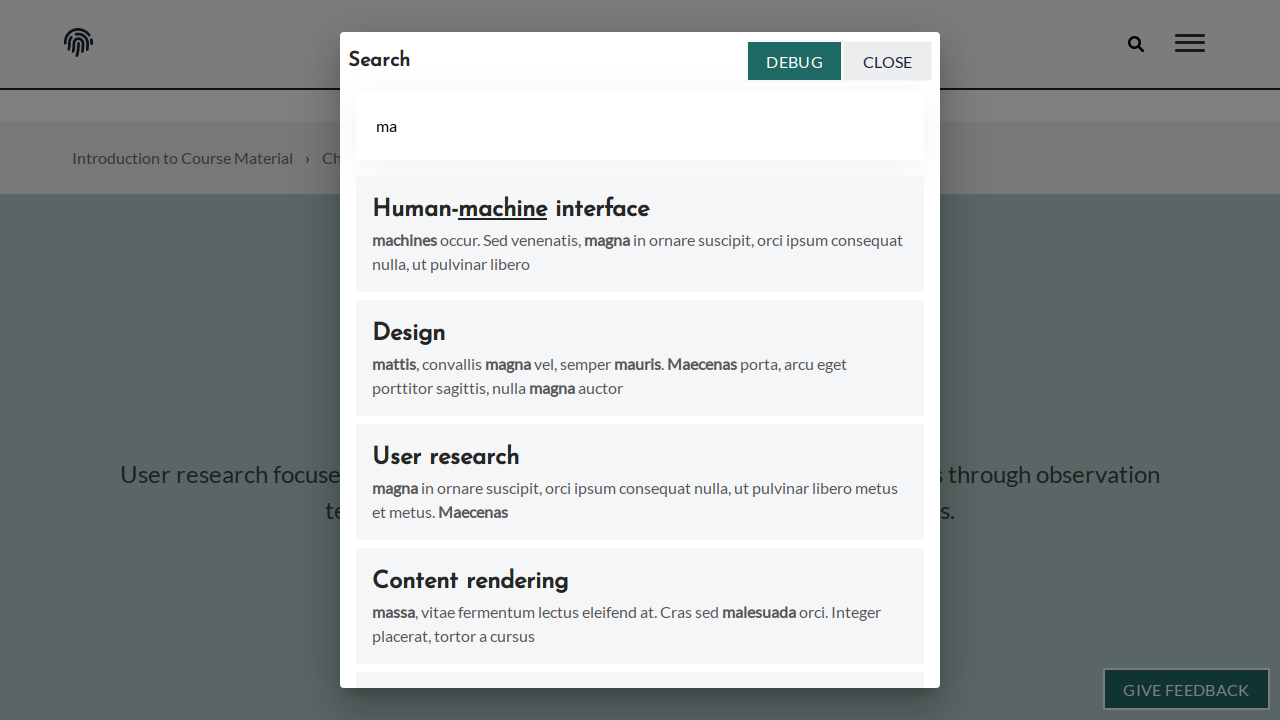 Search
DEBUG
CLOSE
Introduction to Course Material › Ch
ma
Human-machine interface
machines occur. Sed venenatis, magna in ornare suscipit, orci ipsum consequat
nulla, ut pulvinar libero
Design
mattis, convallis magna vel, semper mauris. Maecenas porta, arcu eget
porttitor sagittis, nulla magna auctor
User research
magna in ornare suscipit, orci ipsum consequat nulla, ut pulvinar libero metus
et metus. Maecenas
Content rendering
massa, vitae fermentum lectus eleifend at. Cras sed malesuada orci. Integer
placerat, tortor a cursus
User research focuse
s through observation
te
s.
GIVE FEEDBACK